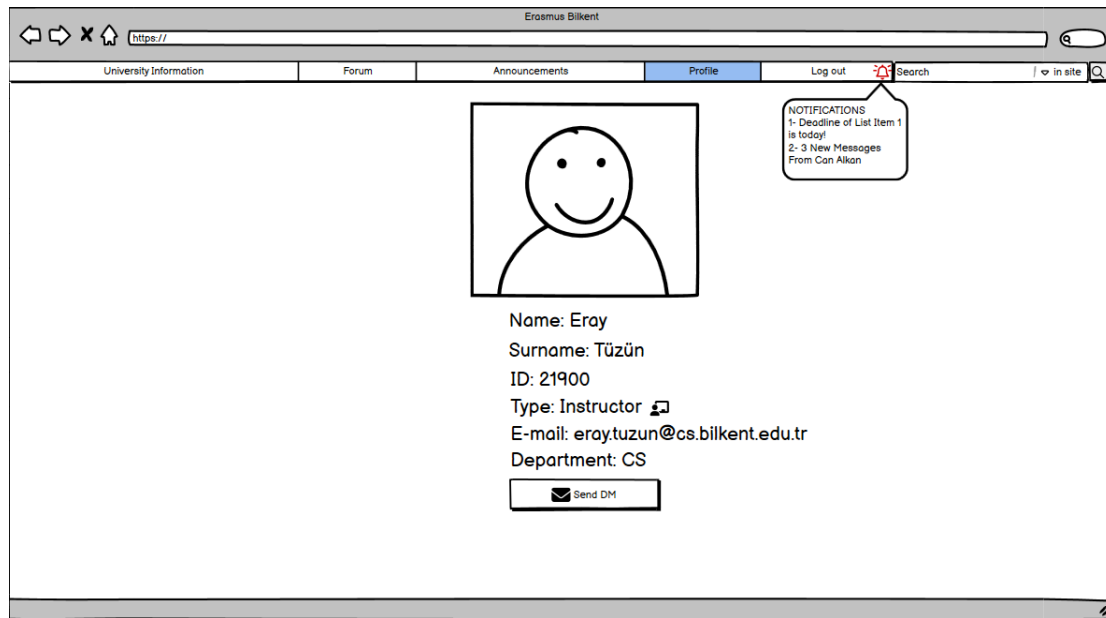 Erasmus Bilkent
https://
University Information
Forum
Announcements
Profile
Log out
Search
in site
NOTIFICATIONS
1- Deadline of List Item 1
is today!
2- 3 New Messages
From Can Alkan
Name: Eray
Surname: Tüzün
ID: 21900
Type: Instructor
E-mail: eray.tuzun@cs.bilkent.edu.tr
Department: CS
Send DM